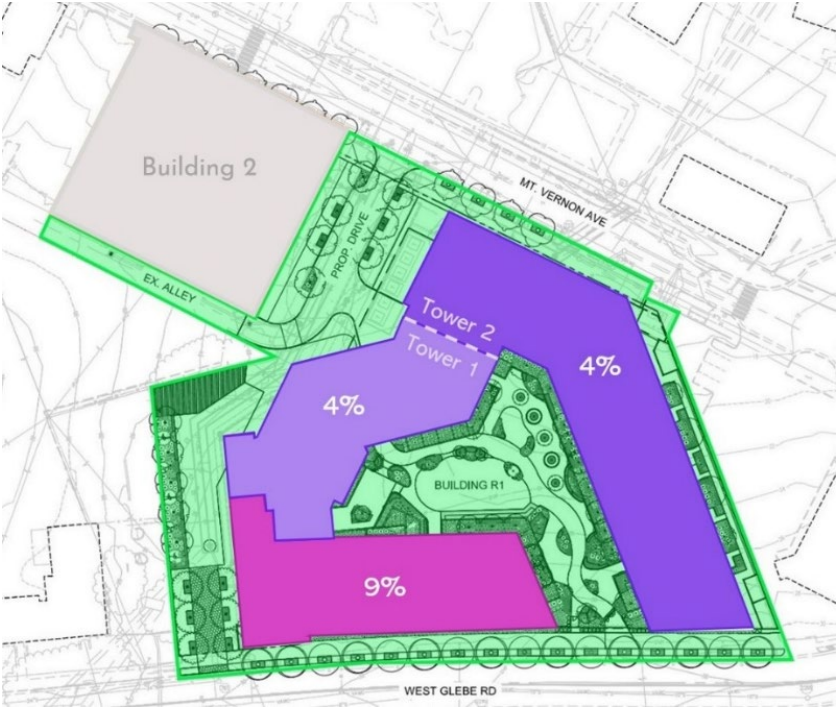 Building 2
MT. VERNON AVE
PROP. DRIVE
EX. ALLEY
Tower 2
Tower 1
4%
4%
BUILDING R1
9%
WEST GLEBE RD